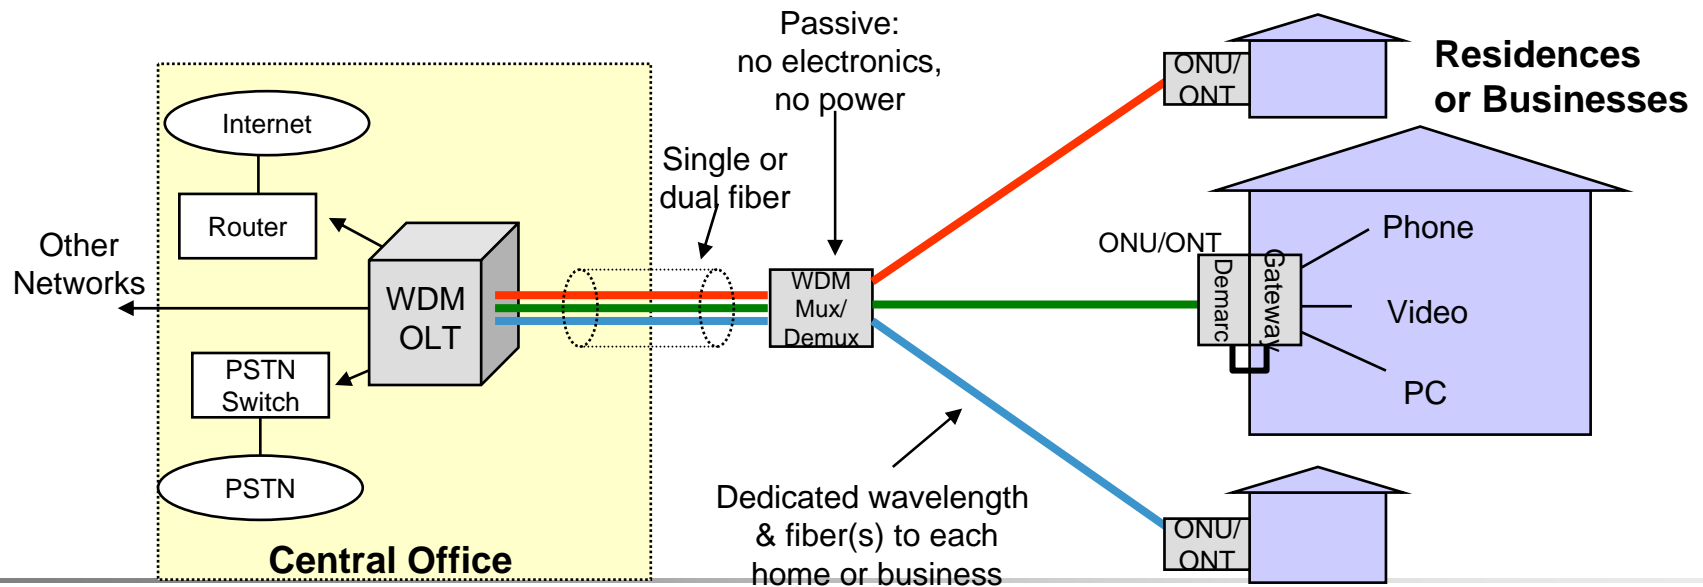 Passive:
no electronics,
no power
ONU/
ONT
Residences
or Businesses
Internet
Single or
dual fiber
Router
Other
Networks
WDM
OLT
WDM
Mux/
Demux
ONU/ONT
Demarc
Gateway
Phone
Video
PC
PSTN
Switch
PSTN
Central Office
Dedicated wavelength
& fiber(s) to each
home or business
ONU/
ONT